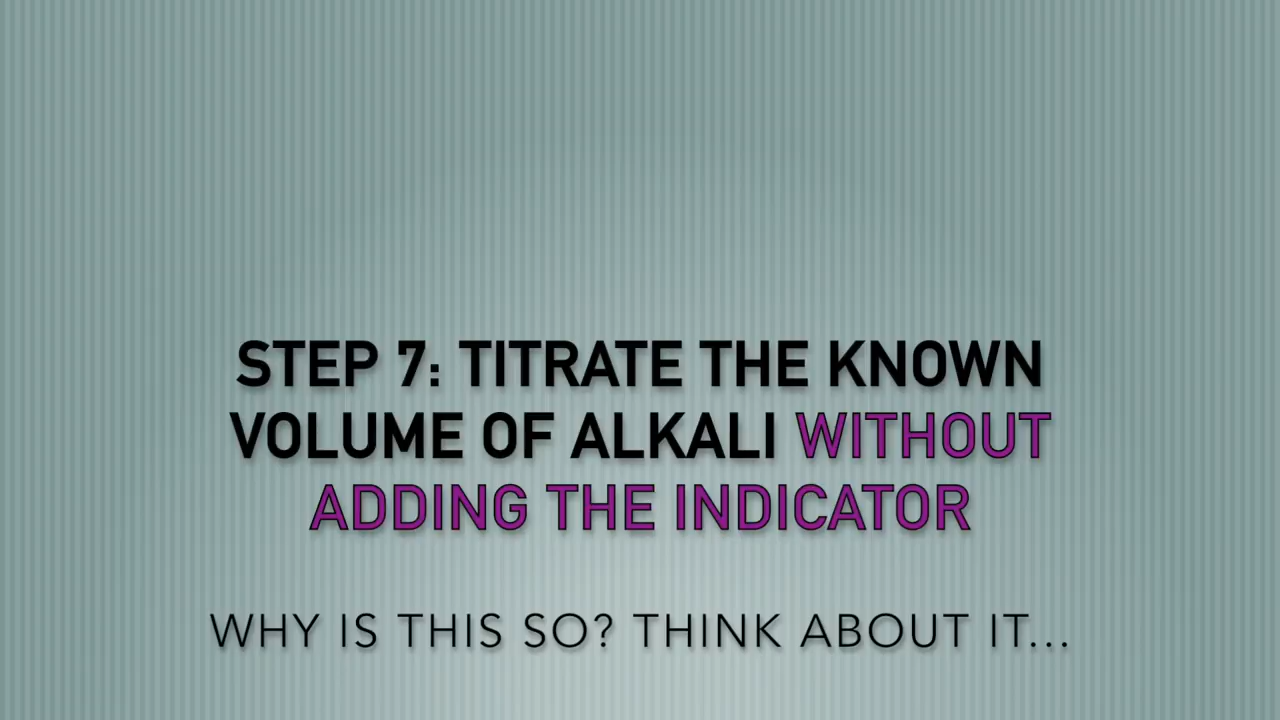 STEP 7: TITRATE THE KNOWN
VOLUME OF ALKALI WITHOUT
ADDING THE INDICATOR
WHY IS THIS SO? THINK ABOUT IT...